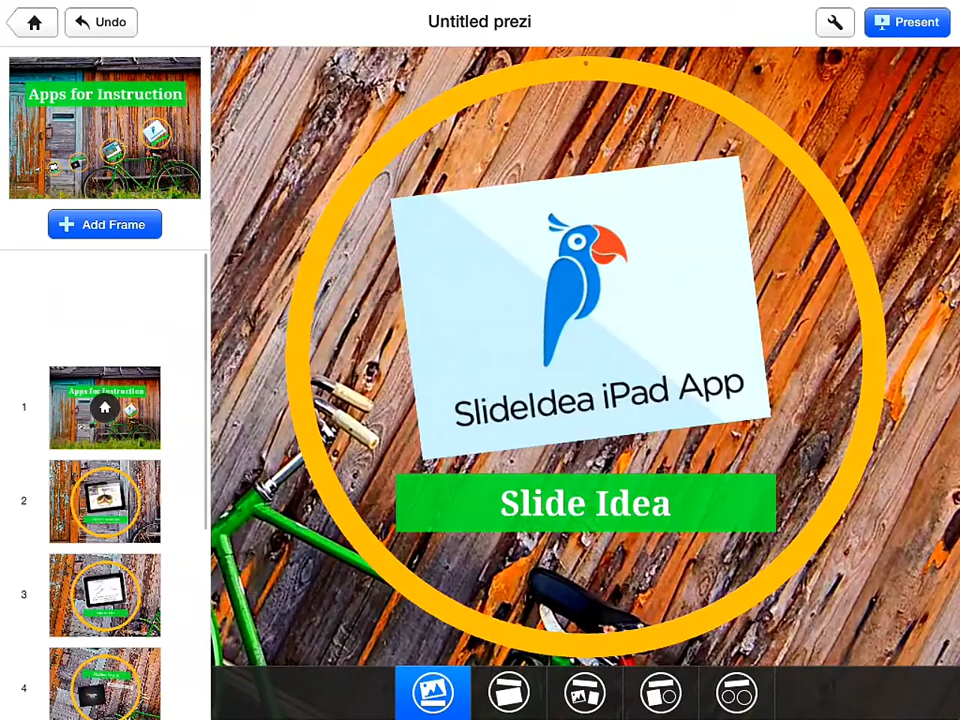 Undo
Untitled prezi
Present
Apps for Instruction
Add Frame
SlideIdea iPad App
Slide Idea
1
Apps for Instruction
2
3
4